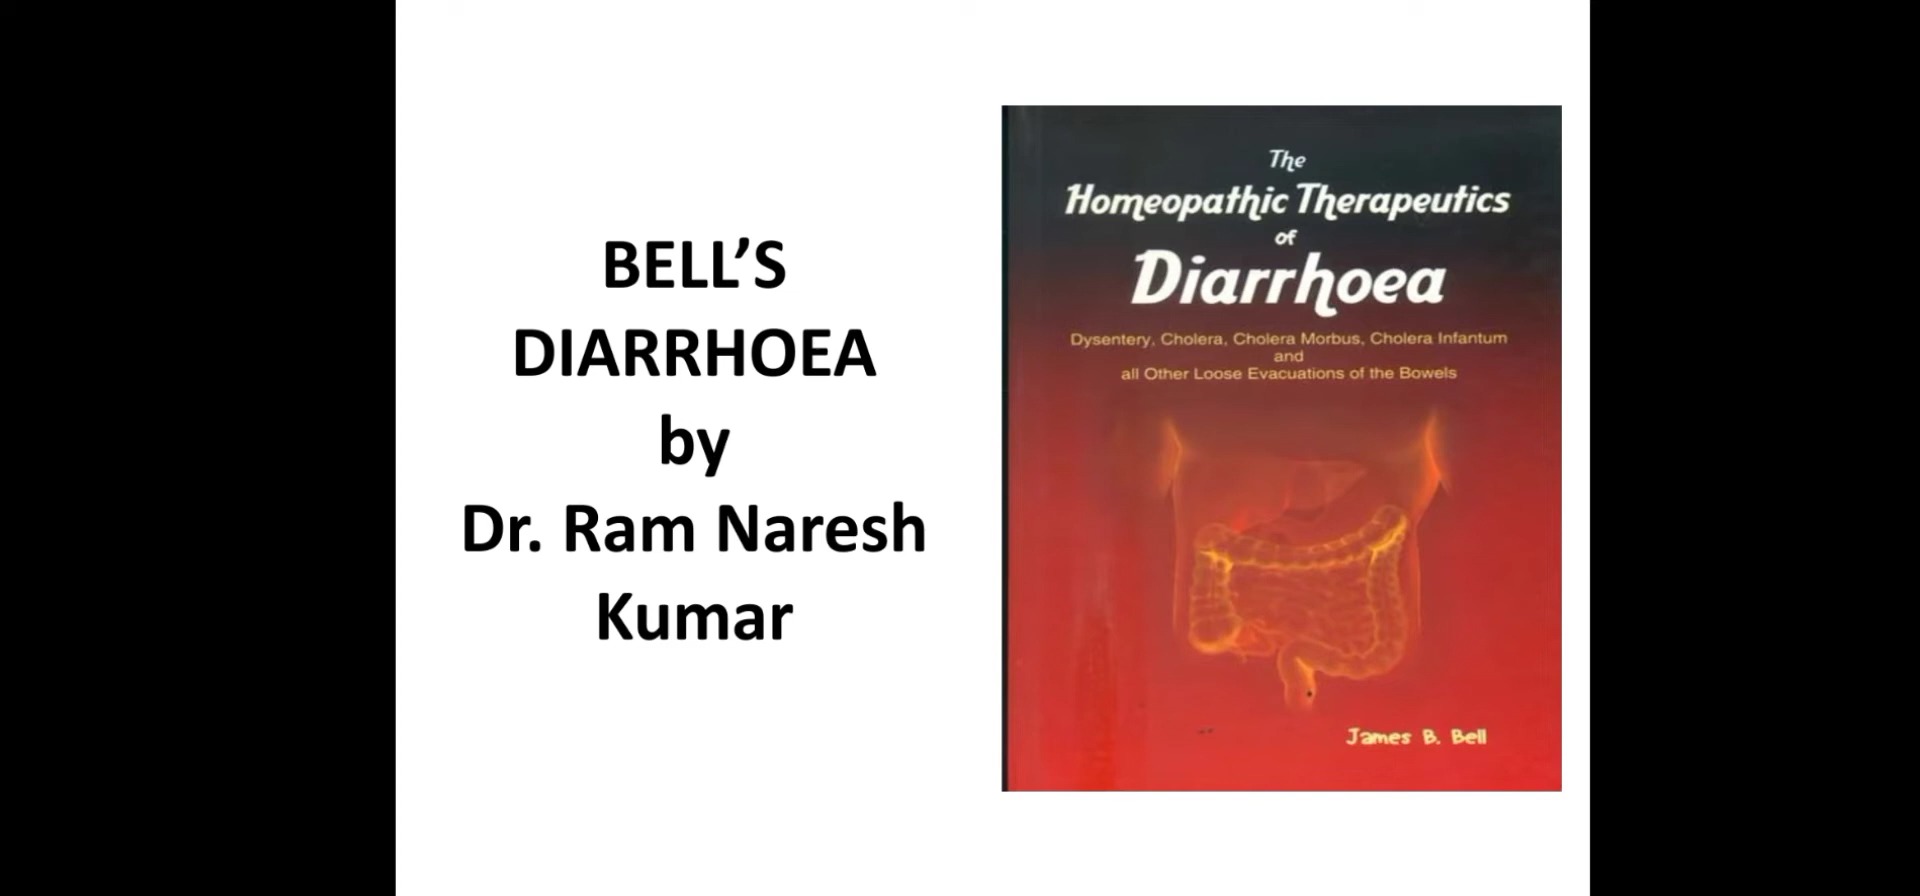 BELL’S
DIARRHOEA
by
Dr. Ram Naresh
Kumar
The
Homeopathic Therapeutics
of
Diarrhoea
Dysentery, Cholera, Cholera Morbus, Cholera Infantum
and
all Other Loose Evacuations of the Bowels
James B. Bell